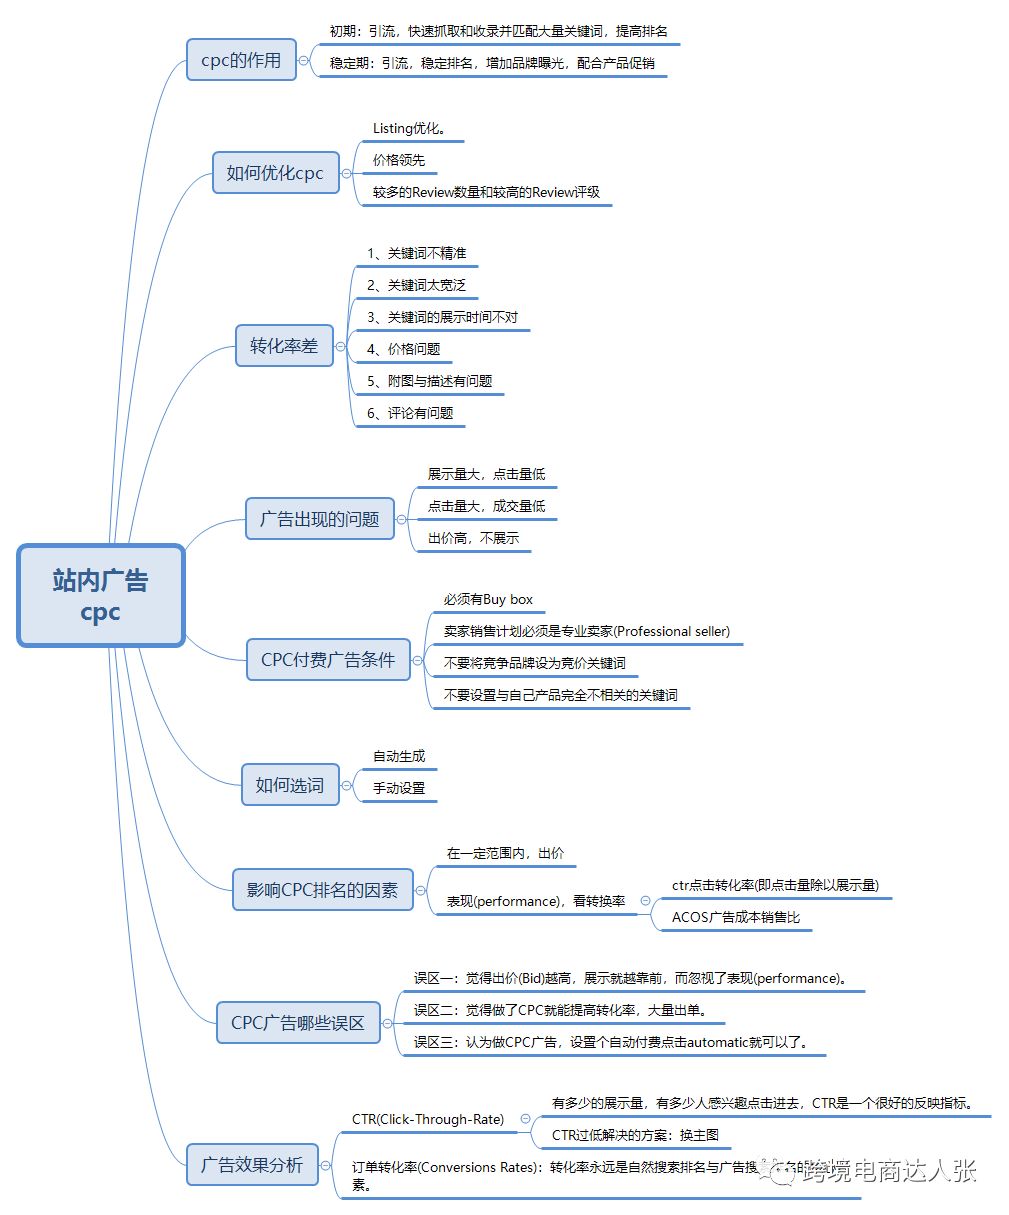 站内广告
cpc
cpc的作用
初期：引流，快速抓取和收录并匹配大量关键词，提高排名
稳定期：引流，稳定排名，增加品牌曝光，配合产品促销
如何优化cpc
Listing优化。
价格领先
较多的Review数量和较高的Review评级
转化率差
1、关键词不精准
2、关键词太宽泛
3、关键词的展示时间不对
4、价格问题
5、附图与描述有问题
6、评论有问题
广告出现的问题
展示量大，点击量低
点击量大，成交量低
出价高，不展示
CPC付费广告条件
必须有Buy box
卖家销售计划必须是专业卖家(Professional seller)
不要将竞争品牌设为竞价关键词
不要设置与自己产品完全不相关的关键词
如何选词
自动生成
手动设置
影响CPC排名的因素
在一定范围内，出价
表现(performance)，看转换率
ctr点击转化率(即点击量除以展示量)
ACOS广告成本销售比
CPC广告哪些误区
误区一：觉得出价(Bid)越高，展示就越靠前，而忽视了表现(performance)。
误区二：觉得做了CPC就能提高转化率，大量出单。
误区三：认为做CPC广告，设置个自动付费点击automatic就可以了。
广告效果分析
CTR(Click-Through-Rate)
有多少的展示量，有多少人感兴趣点击进去，CTR是一个很好的反映指标。
CTR过低解决的方案：换主图
订单转化率(Conversions Rates)：转化率永远是自然搜索排名与广告搜
素。
跨境电商达人张